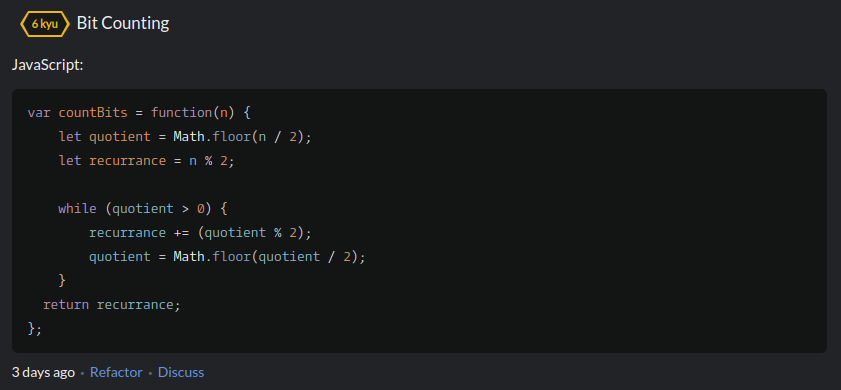 6 kyu Bit Counting
JavaScript:
var countBits = function(n) {
    let quotient = Math.floor(n / 2);
    let recurrance = n % 2;

    while (quotient > 0) {
        recurrance += (quotient % 2);
        quotient = Math.floor(quotient / 2);
    }
  return recurrance;
};
3 days ago · Refactor · Discuss